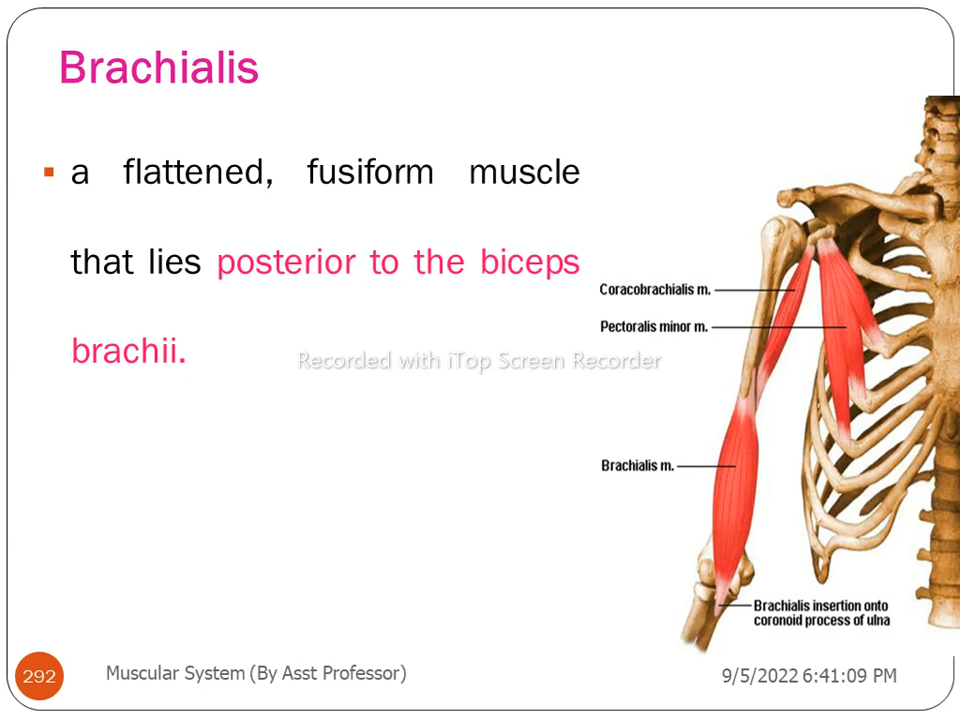 Brachialis
▪ a flattened, fusiform muscle
that lies posterior to the biceps
brachii.
Recorded with iTop Screen Recorder
Coracobrachialis m.
Pectoralis minor m.
Brachialis m.
Brachialis insertion onto
coronoid process of ulna
292
Muscular System (By Asst Professor)
9/5/2022 6:41:09 PM